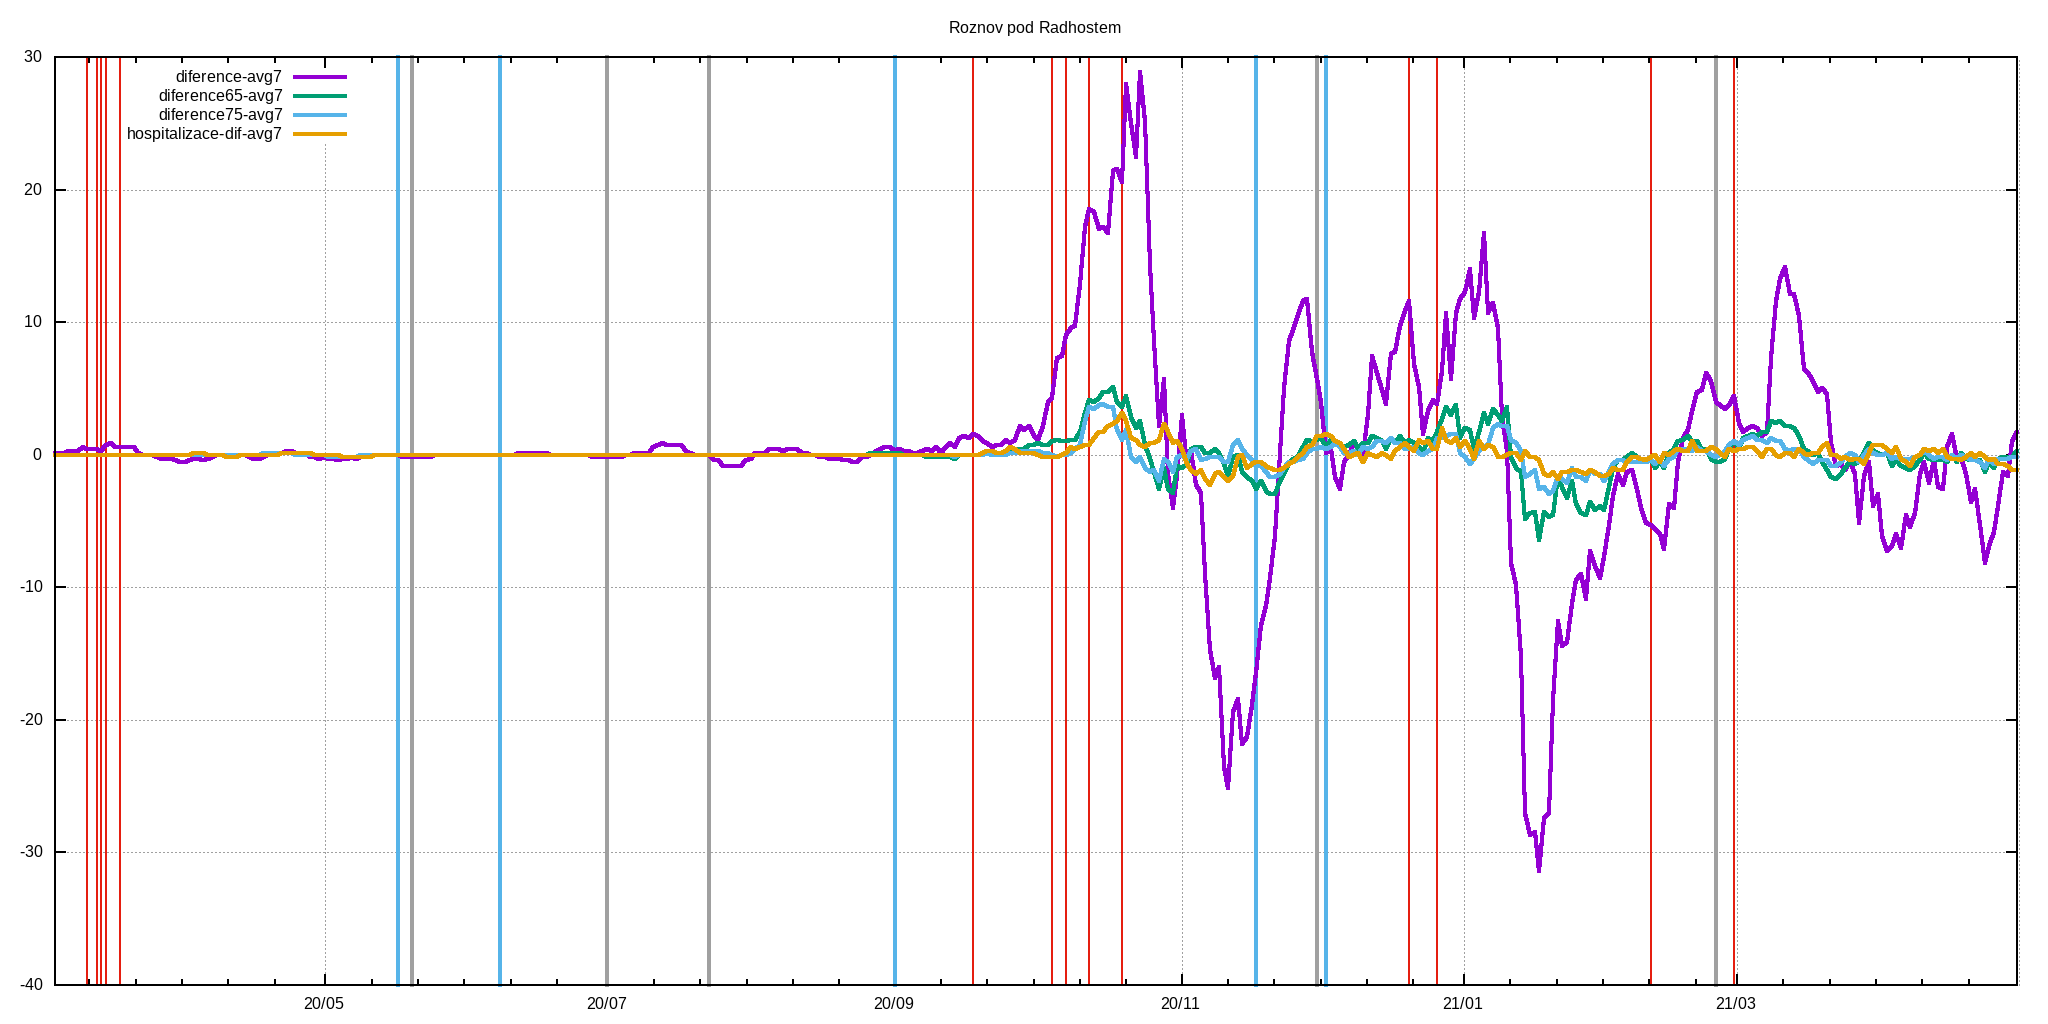 Roznov pod Radhostem
30
diference-avg7
diference65-avg7
diference75-avg7
hospitalizace-dif-avg7
20
10
0
-10
-20
-30
-40
20/05
20/07
20/09
20/11
21/01
21/03